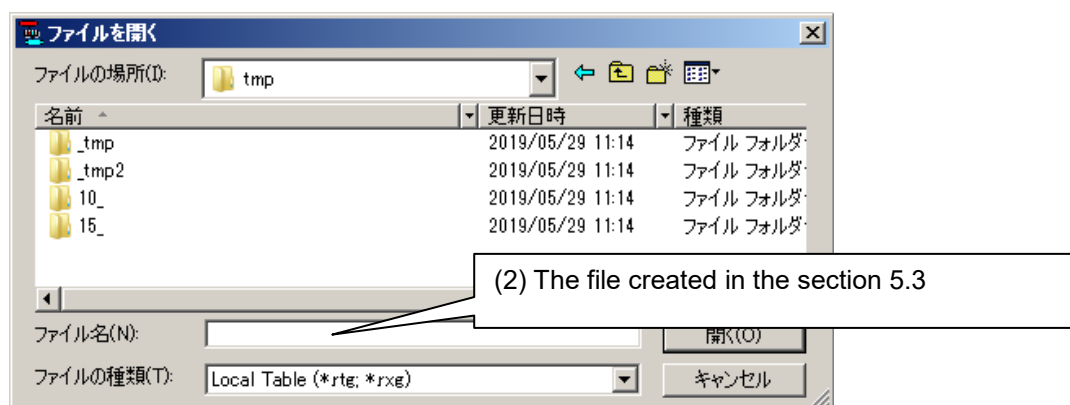 ファイルを開く
ファイルの場所(I):
tmp
名前 更新日時 種類
_tmp 2019/05/29 11:14 ファイル フォルダー
_tmp2 2019/05/29 11:14 ファイル フォルダー
10_ 2019/05/29 11:14 ファイル フォルダー
15_ 2019/05/29 11:14 ファイル フォルダー
(2) The file created in the section 5.3
ファイル名(N):
開く(O)
ファイルの種類(T): Local Table (*rtg; *rxg)
キャンセル